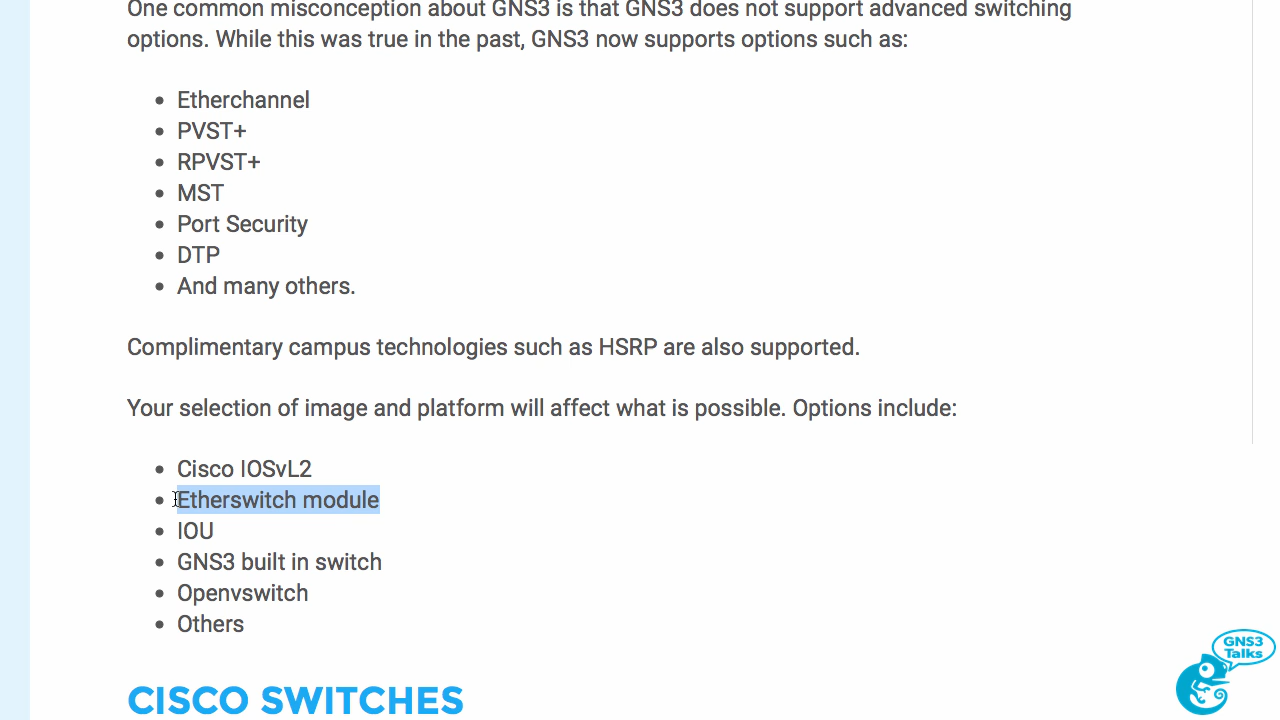 One common misconception about GNS3 is that GNS3 does not support advanced switching
options. While this was true in the past, GNS3 now supports options such as:
Etherchannel
PVST+
RPVST+
MST
Port Security
DTP
And many others.
Complimentary campus technologies such as HSRP are also supported.
Your selection of image and platform will affect what is possible. Options include:
Cisco IOSvL2
Etherswitch module
IOU
GNS3 built in switch
Openvswitch
Others
CISCO SWITCHES
GNS3
Talks